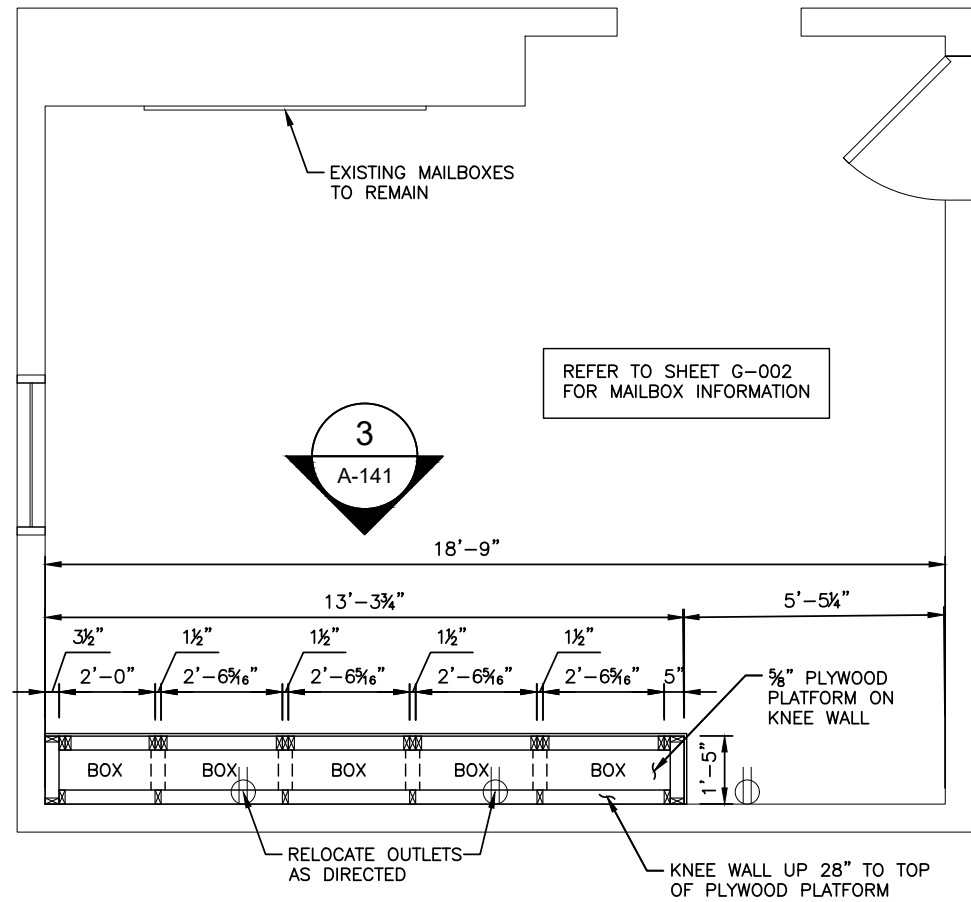 EXISTING MAILBOXES
TO REMAIN
REFER TO SHEET G-002
FOR MAILBOX INFORMATION
3
A-141
18'-9"
13'-3¾"
5'-5¼"
3½"
1½"
1½"
1½"
1½"
2'-0"
2'-6⁵⁄₁₆"
2'-6⁵⁄₁₆"
2'-6⁵⁄₁₆"
2'-6⁵⁄₁₆"
5"
⅝" PLYWOOD
PLATFORM ON
KNEE WALL
BOX
BOX
BOX
BOX
BOX
1'-5"
RELOCATE OUTLETS
AS DIRECTED
KNEE WALL UP 28" TO TOP
OF PLYWOOD PLATFORM